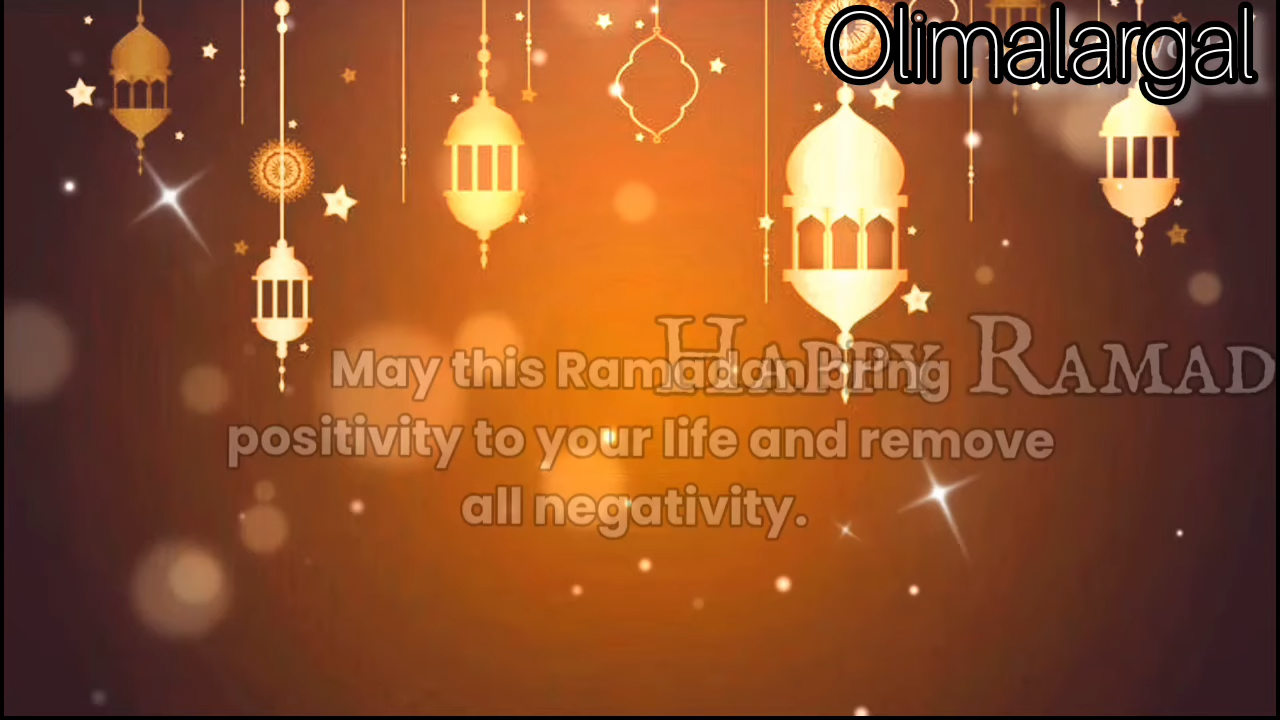 Olimalargal
Happy Ramad
May this Ramadan bring
positivity to your life and remove
all negativity.